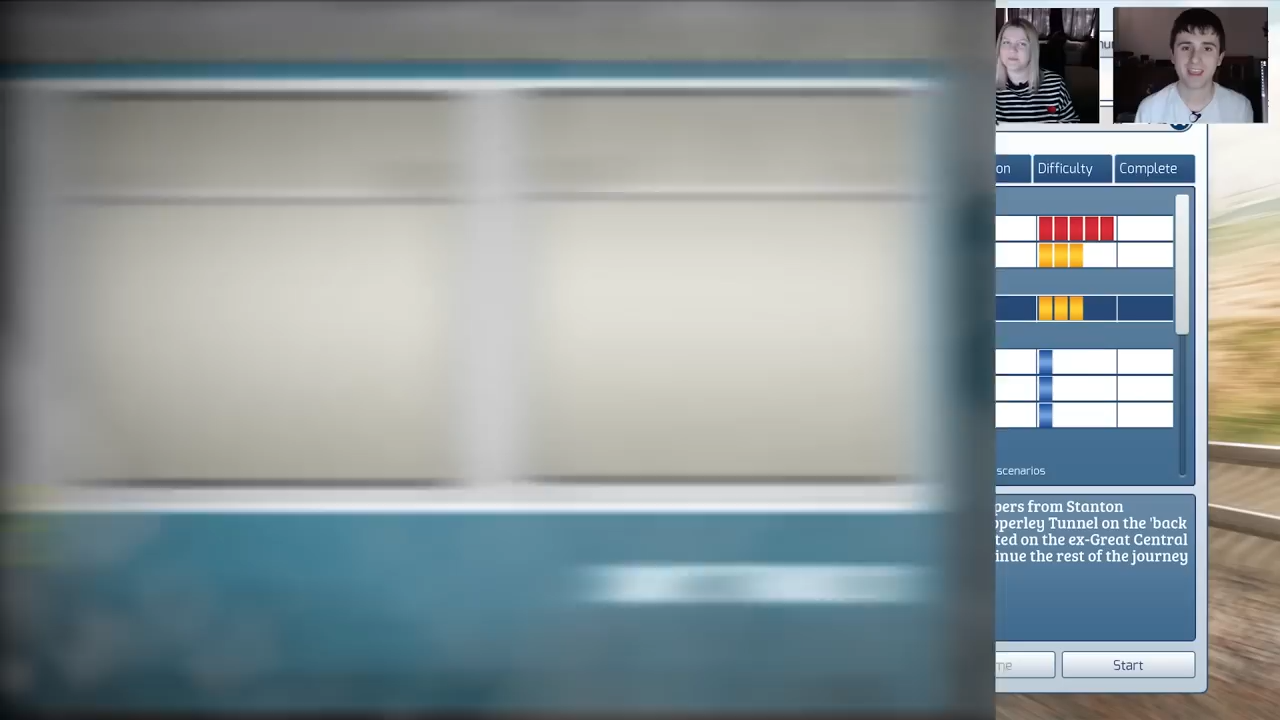 on Difficulty Complete
scenarios
pers from Stanton
pperley Tunnel on the 'back
ted on the ex-Great Central
inue the rest of the journey
me Start